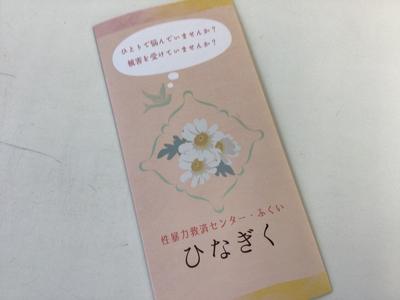 ひとりで悩んでいませんか？
被害を受けていませんか？
性暴力救済センター・ふくい
ひなぎく